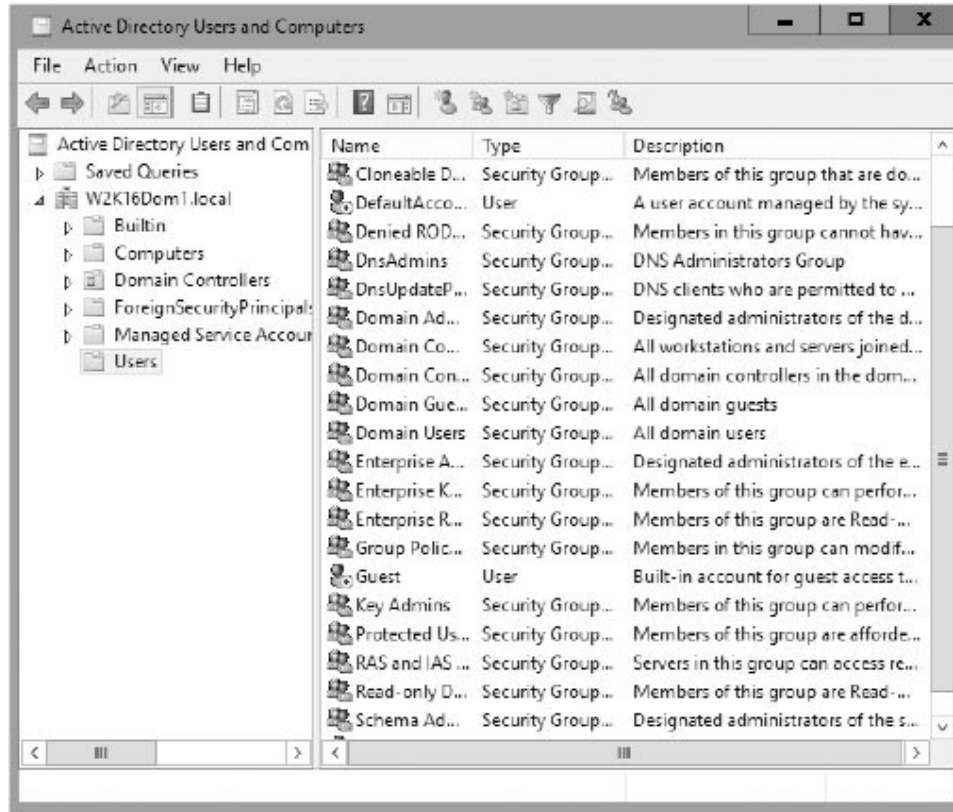 Active Directory Users and Computers
File Action View Help
Active Directory Users and Com
Saved Queries
W2K16Dom1.local
Builtin
Computers
Domain Controllers
ForeignSecurityPrincipals
Managed Service Accour
Users
Name Type Description
Cloneable D... Security Group... Members of this group that are do...
DefaultAcco... User A user account managed by the sy...
Denied ROD... Security Group... Members in this group cannot hav...
DnsAdmins Security Group... DNS Administrators Group
DnsUpdateP... Security Group... DNS clients who are permitted to ...
Domain Ad... Security Group... Designated administrators of the d...
Domain Co... Security Group... All workstations and servers joined...
Domain Con... Security Group... All domain controllers in the dom...
Domain Gue... Security Group... All domain guests
Domain Users Security Group... All domain users
Enterprise A... Security Group... Designated administrators of the e...
Enterprise K... Security Group... Members of this group can perfor...
Enterprise R... Security Group... Members of this group are Read-...
Group Polic... Security Group... Members in this group can modif...
Guest User Built-in account for guest access t...
Key Admins Security Group... Members of this group can perfor...
Protected Us... Security Group... Members of this group are afforde...
RAS and IAS ... Security Group... Servers in this group can access re...
Read-only D... Security Group... Members of this group are Read-...
Schema Ad... Security Group... Designated administrators of the s...